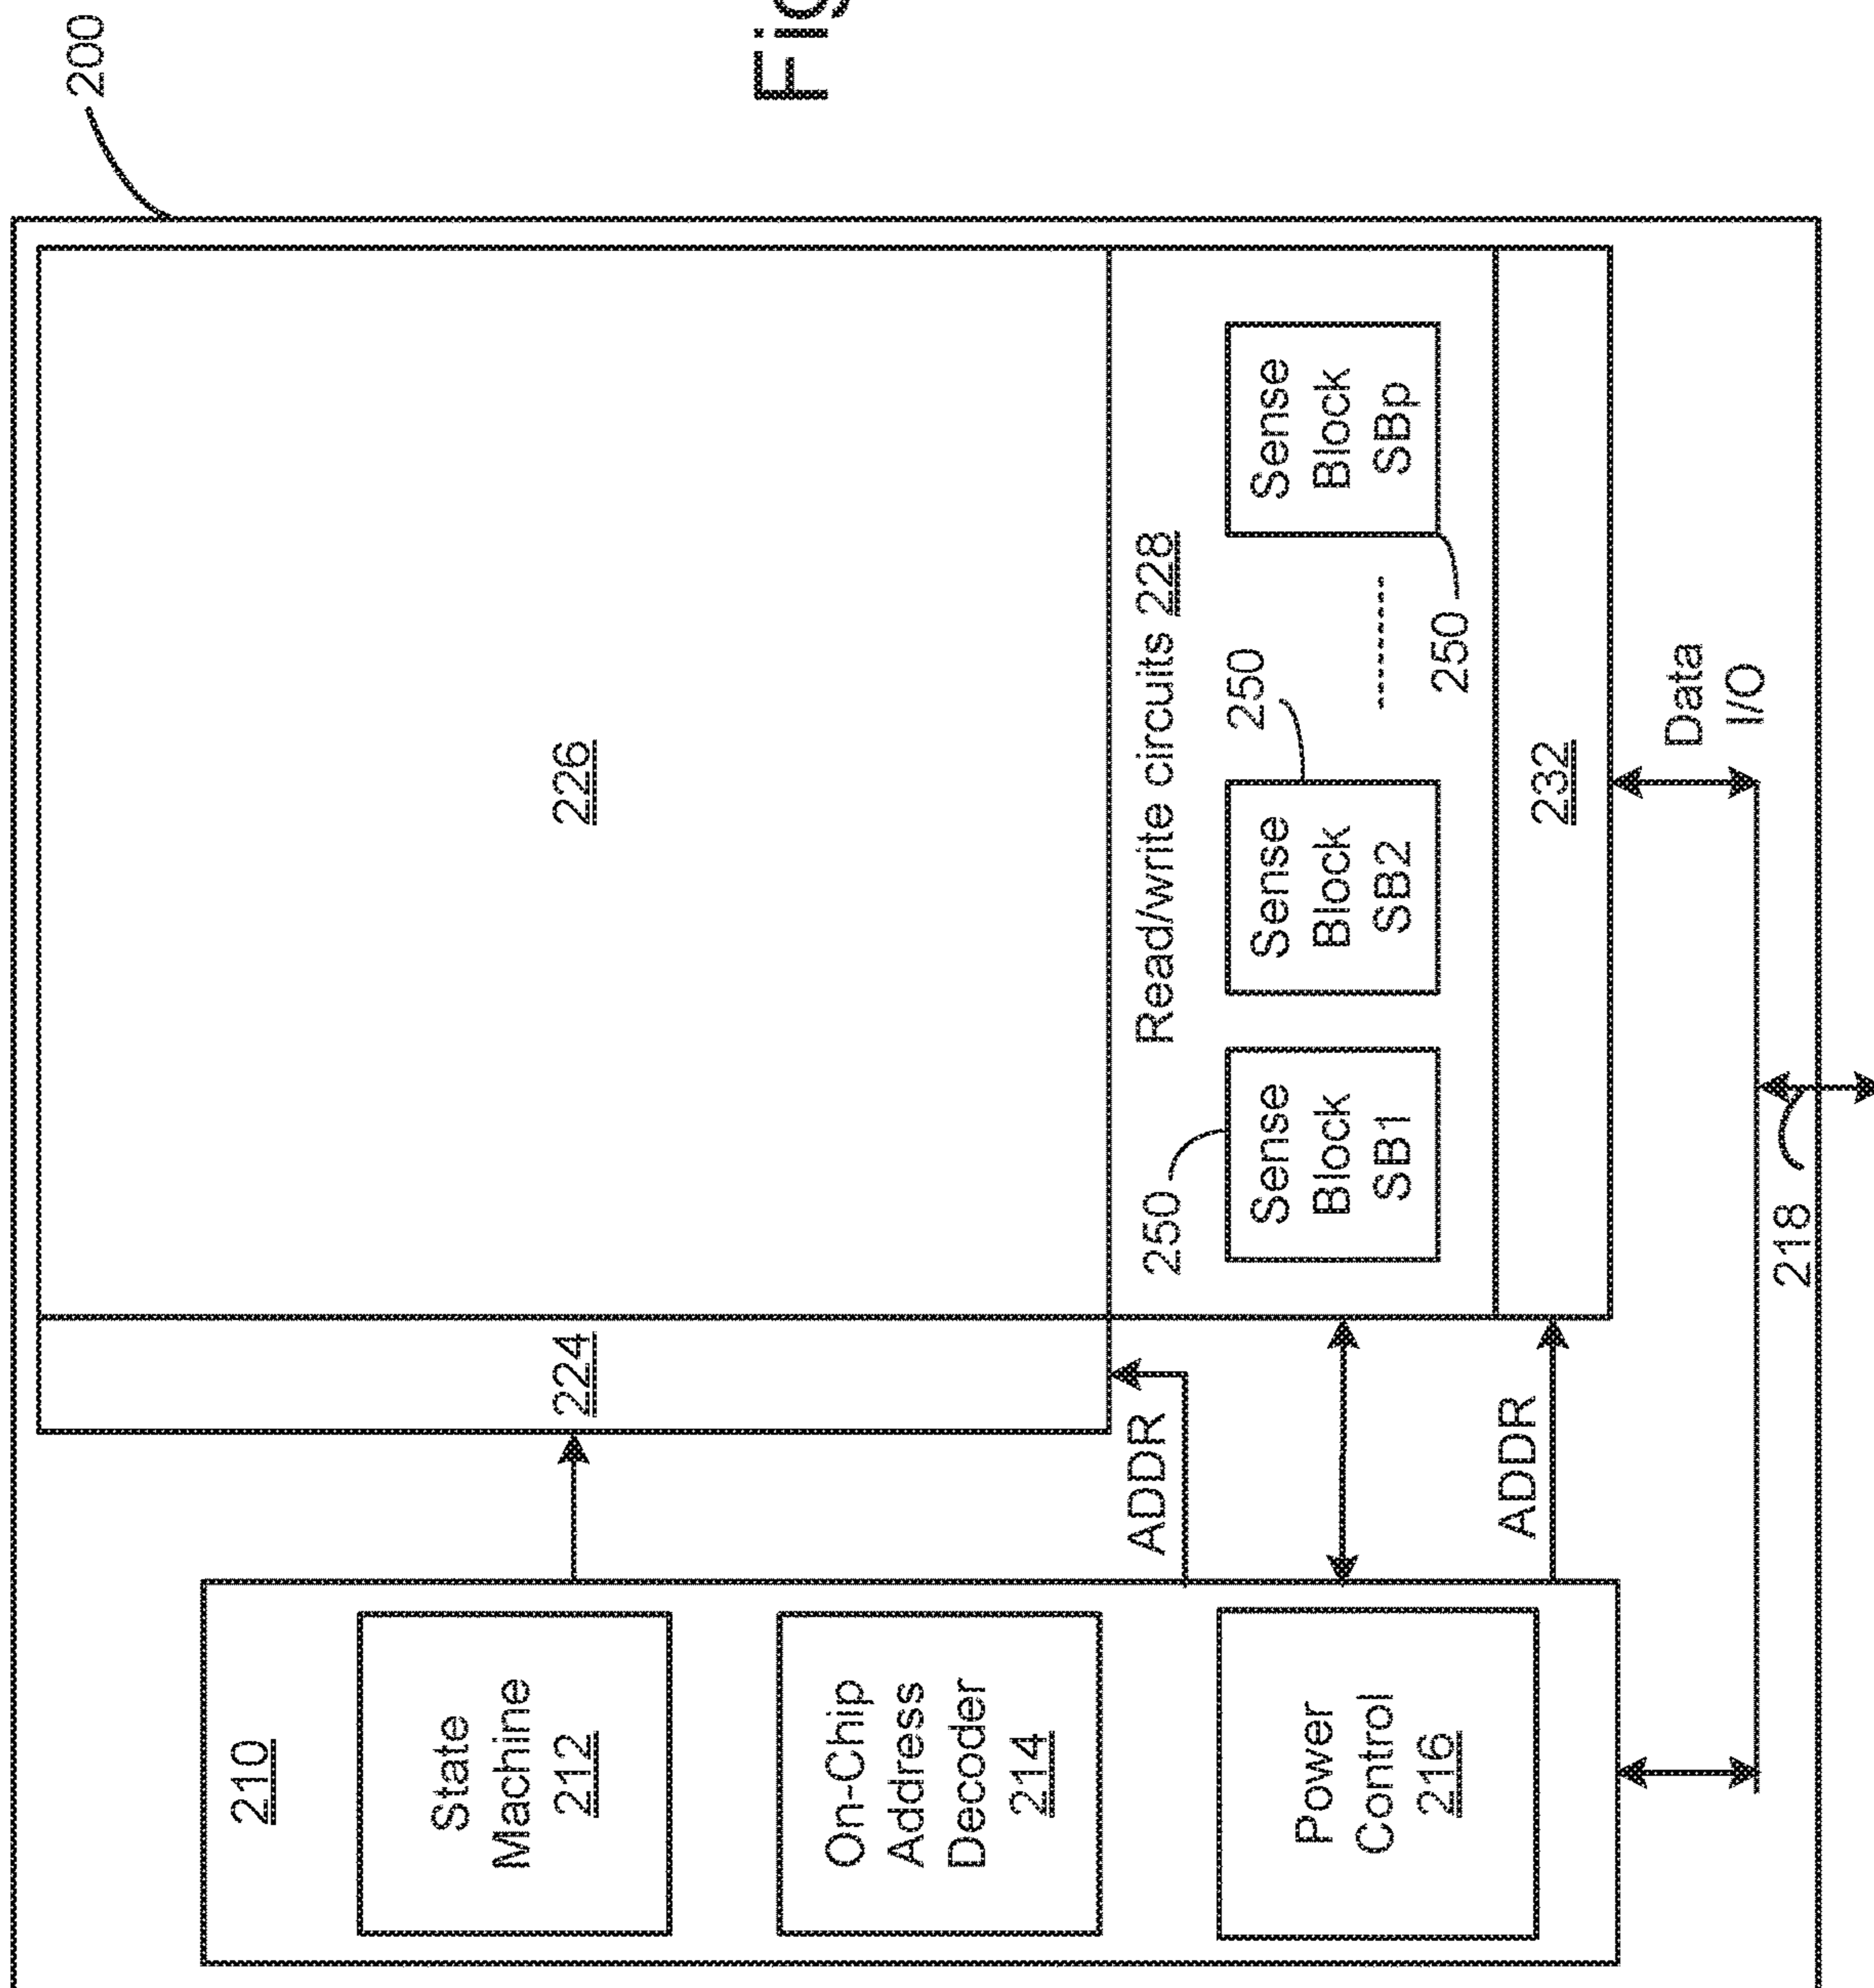 200
Fig
210
State
Machine
212
On-Chip
Address
Decoder
214
Power
Control
216
224
226
ADDR
ADDR
Read/write circuits 228
250
250
250
Sense
Block
SB1
Sense
Block
SB2
Sense
Block
SBp
232
Data
I/O
218